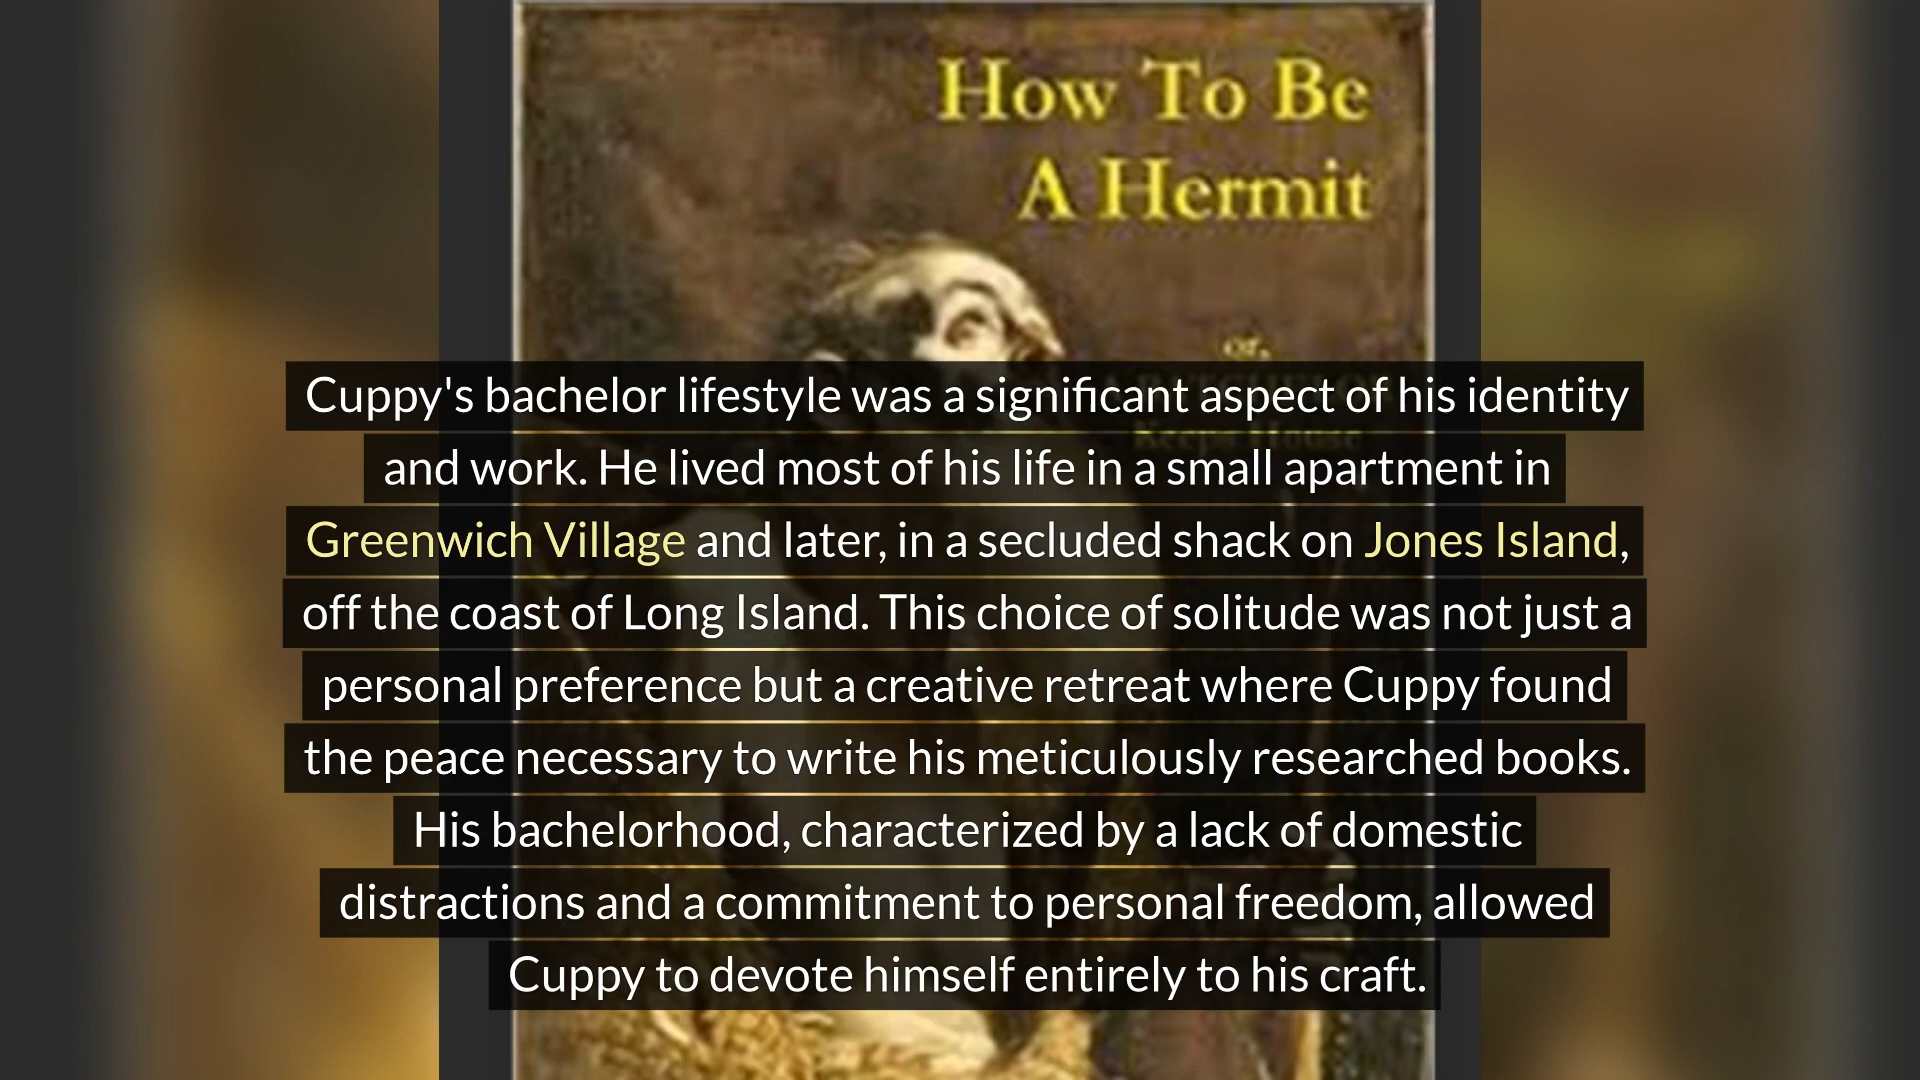 How To Be
A Hermit
or,
Cuppy's bachelor lifestyle was a significant aspect of his identity
Keeps House
and work. He lived most of his life in a small apartment in
Greenwich Village and later, in a secluded shack on Jones Island,
off the coast of Long Island. This choice of solitude was not just a
personal preference but a creative retreat where Cuppy found
the peace necessary to write his meticulously researched books.
His bachelorhood, characterized by a lack of domestic
distractions and a commitment to personal freedom, allowed
Cuppy to devote himself entirely to his craft.